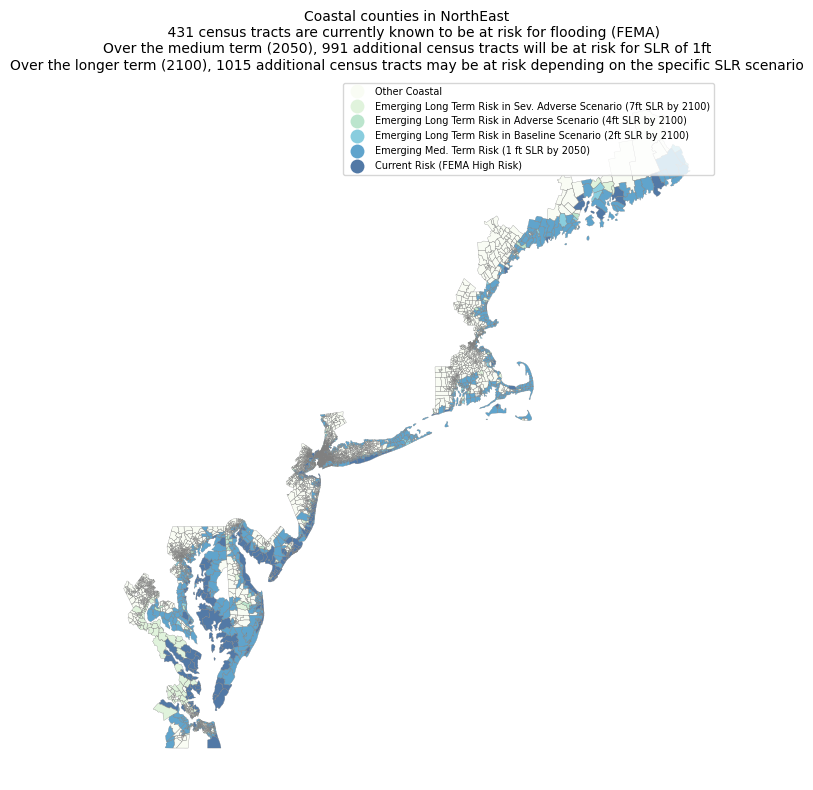 Coastal counties in NorthEast
431 census tracts are currently known to be at risk for flooding (FEMA)
Over the medium term (2050), 991 additional census tracts will be at risk for SLR of 1ft
Over the longer term (2100), 1015 additional census tracts may be at risk depending on the specific SLR scenario
Other Coastal
Emerging Long Term Risk in Sev. Adverse Scenario (7ft SLR by 2100)
Emerging Long Term Risk in Adverse Scenario (4ft SLR by 2100)
Emerging Long Term Risk in Baseline Scenario (2ft SLR by 2100)
Emerging Med. Term Risk (1 ft SLR by 2050)
Current Risk (FEMA High Risk)